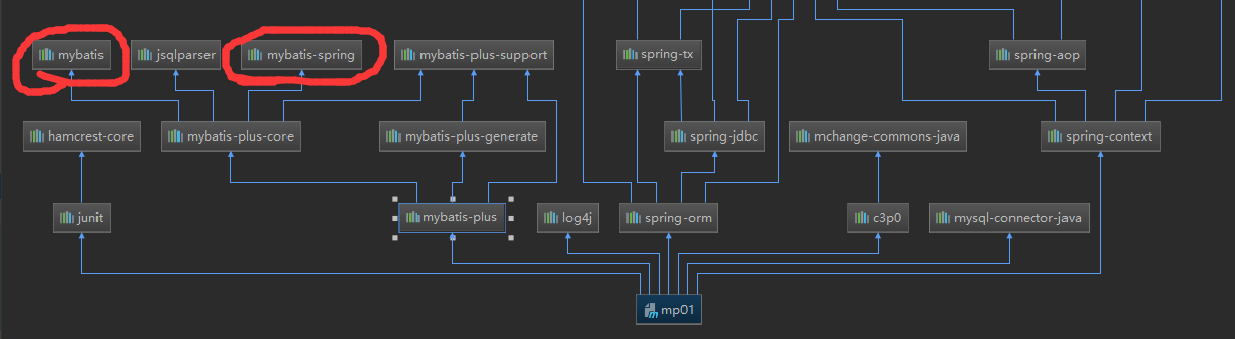 mybatis
jsqlparser
mybatis-spring
mybatis-plus-support
spring-tx
spring-aop
hamcrest-core
mybatis-plus-core
mybatis-plus-generate
spring-jdbc
mchange-commons-java
spring-context
junit
mybatis-plus
log4j
spring-orm
c3p0
mysql-connector-java
mp01